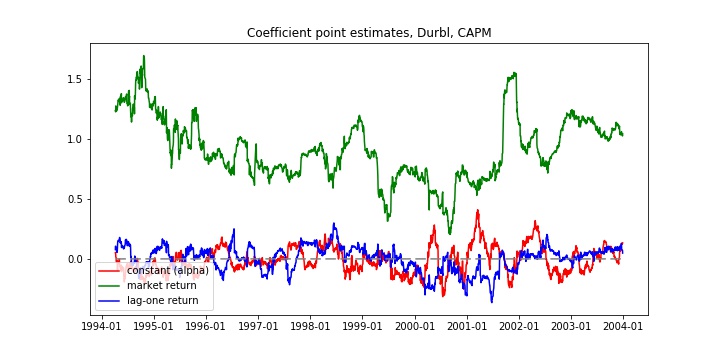 Coefficient point estimates, Durbl, CAPM
1.5
1.0
0.5
0.0
constant (alpha)
market return
lag-one return
1994-01 1995-01 1996-01 1997-01 1998-01 1999-01 2000-01 2001-01 2002-01 2003-01 2004-01